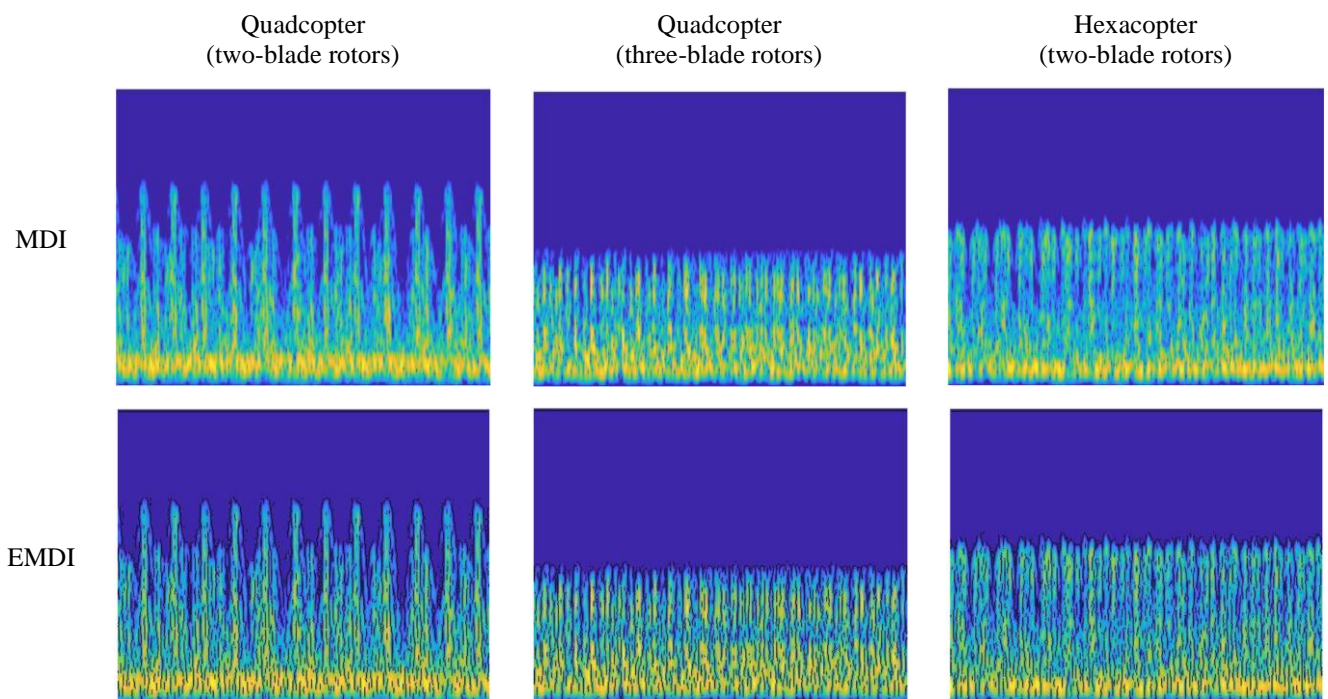 Quadcopter
(two-blade rotors)
Quadcopter
(three-blade rotors)
Hexacopter
(two-blade rotors)
MDI
EMDI